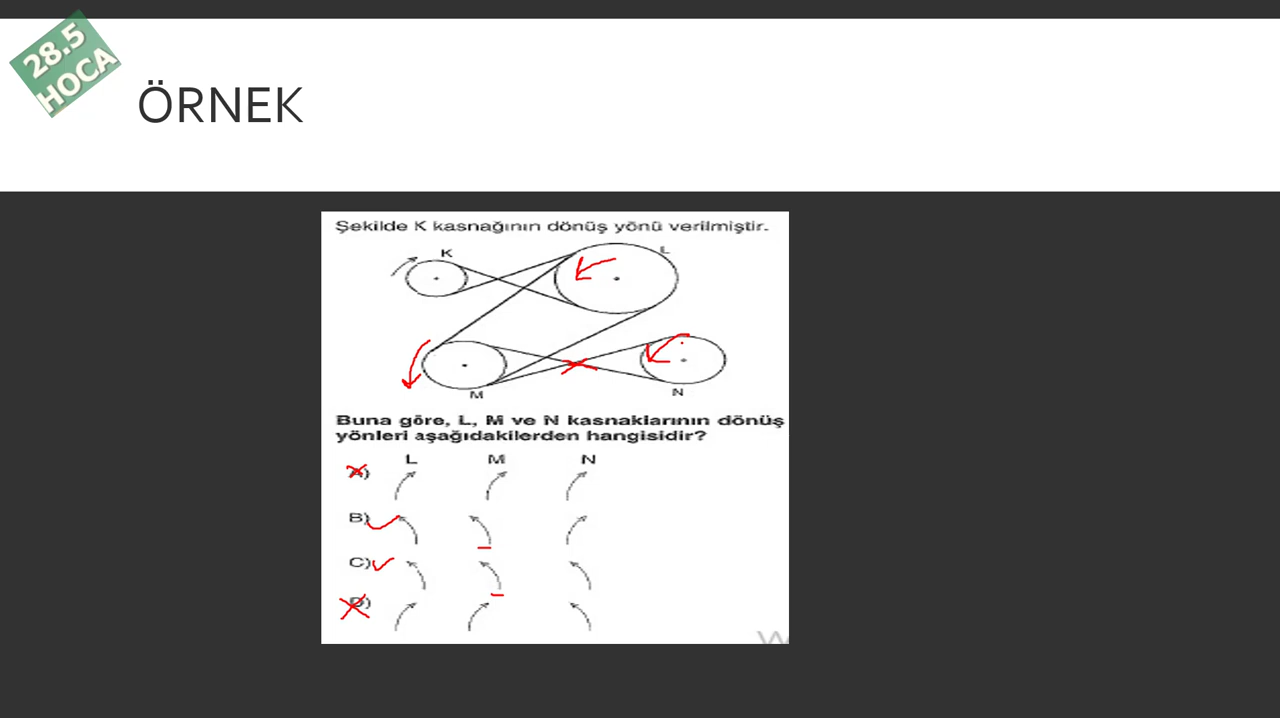 28.5
HOCA
ÖRNEK
Şekilde K kasnağının dönüş yönü verilmiştir.
K
L
M
N
Buna göre, L, M ve N kasnaklarının dönüş
yönleri aşağıdakilerden hangisidir?
L M N
A)
B)
C)
D)
W